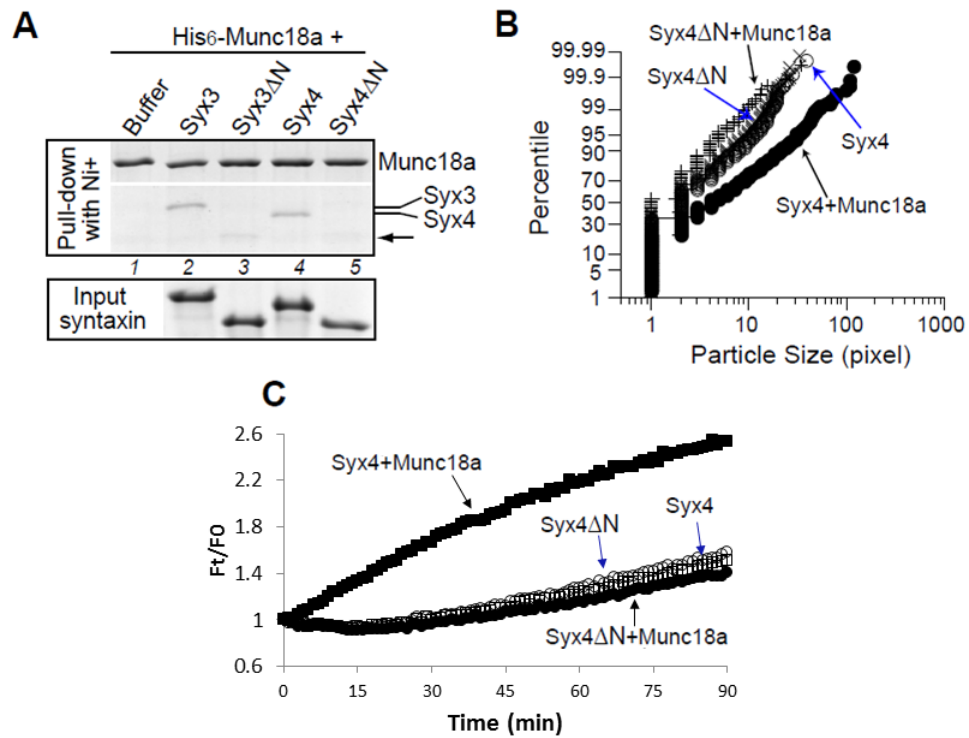 A
His6-Munc18a +
Buffer
Syx3
Syx3ΔN
Syx4
Syx4ΔN
Pull-down
with Ni+
Munc18a
Syx3
Syx4
1 2 3 4 5
Input
syntaxin
B
Percentile
99.99
99.9
99
95
90
70
50
30
10
5
1
Syx4ΔN+Munc18a
Syx4ΔN
Syx4
Syx4+Munc18a
1 10 100 1000
Particle Size (pixel)
C
Ft/F0
2.6
2.2
1.8
1.4
1
0.6
Syx4+Munc18a
Syx4ΔN
Syx4
Syx4ΔN+Munc18a
0 15 30 45 60 75 90
Time (min)